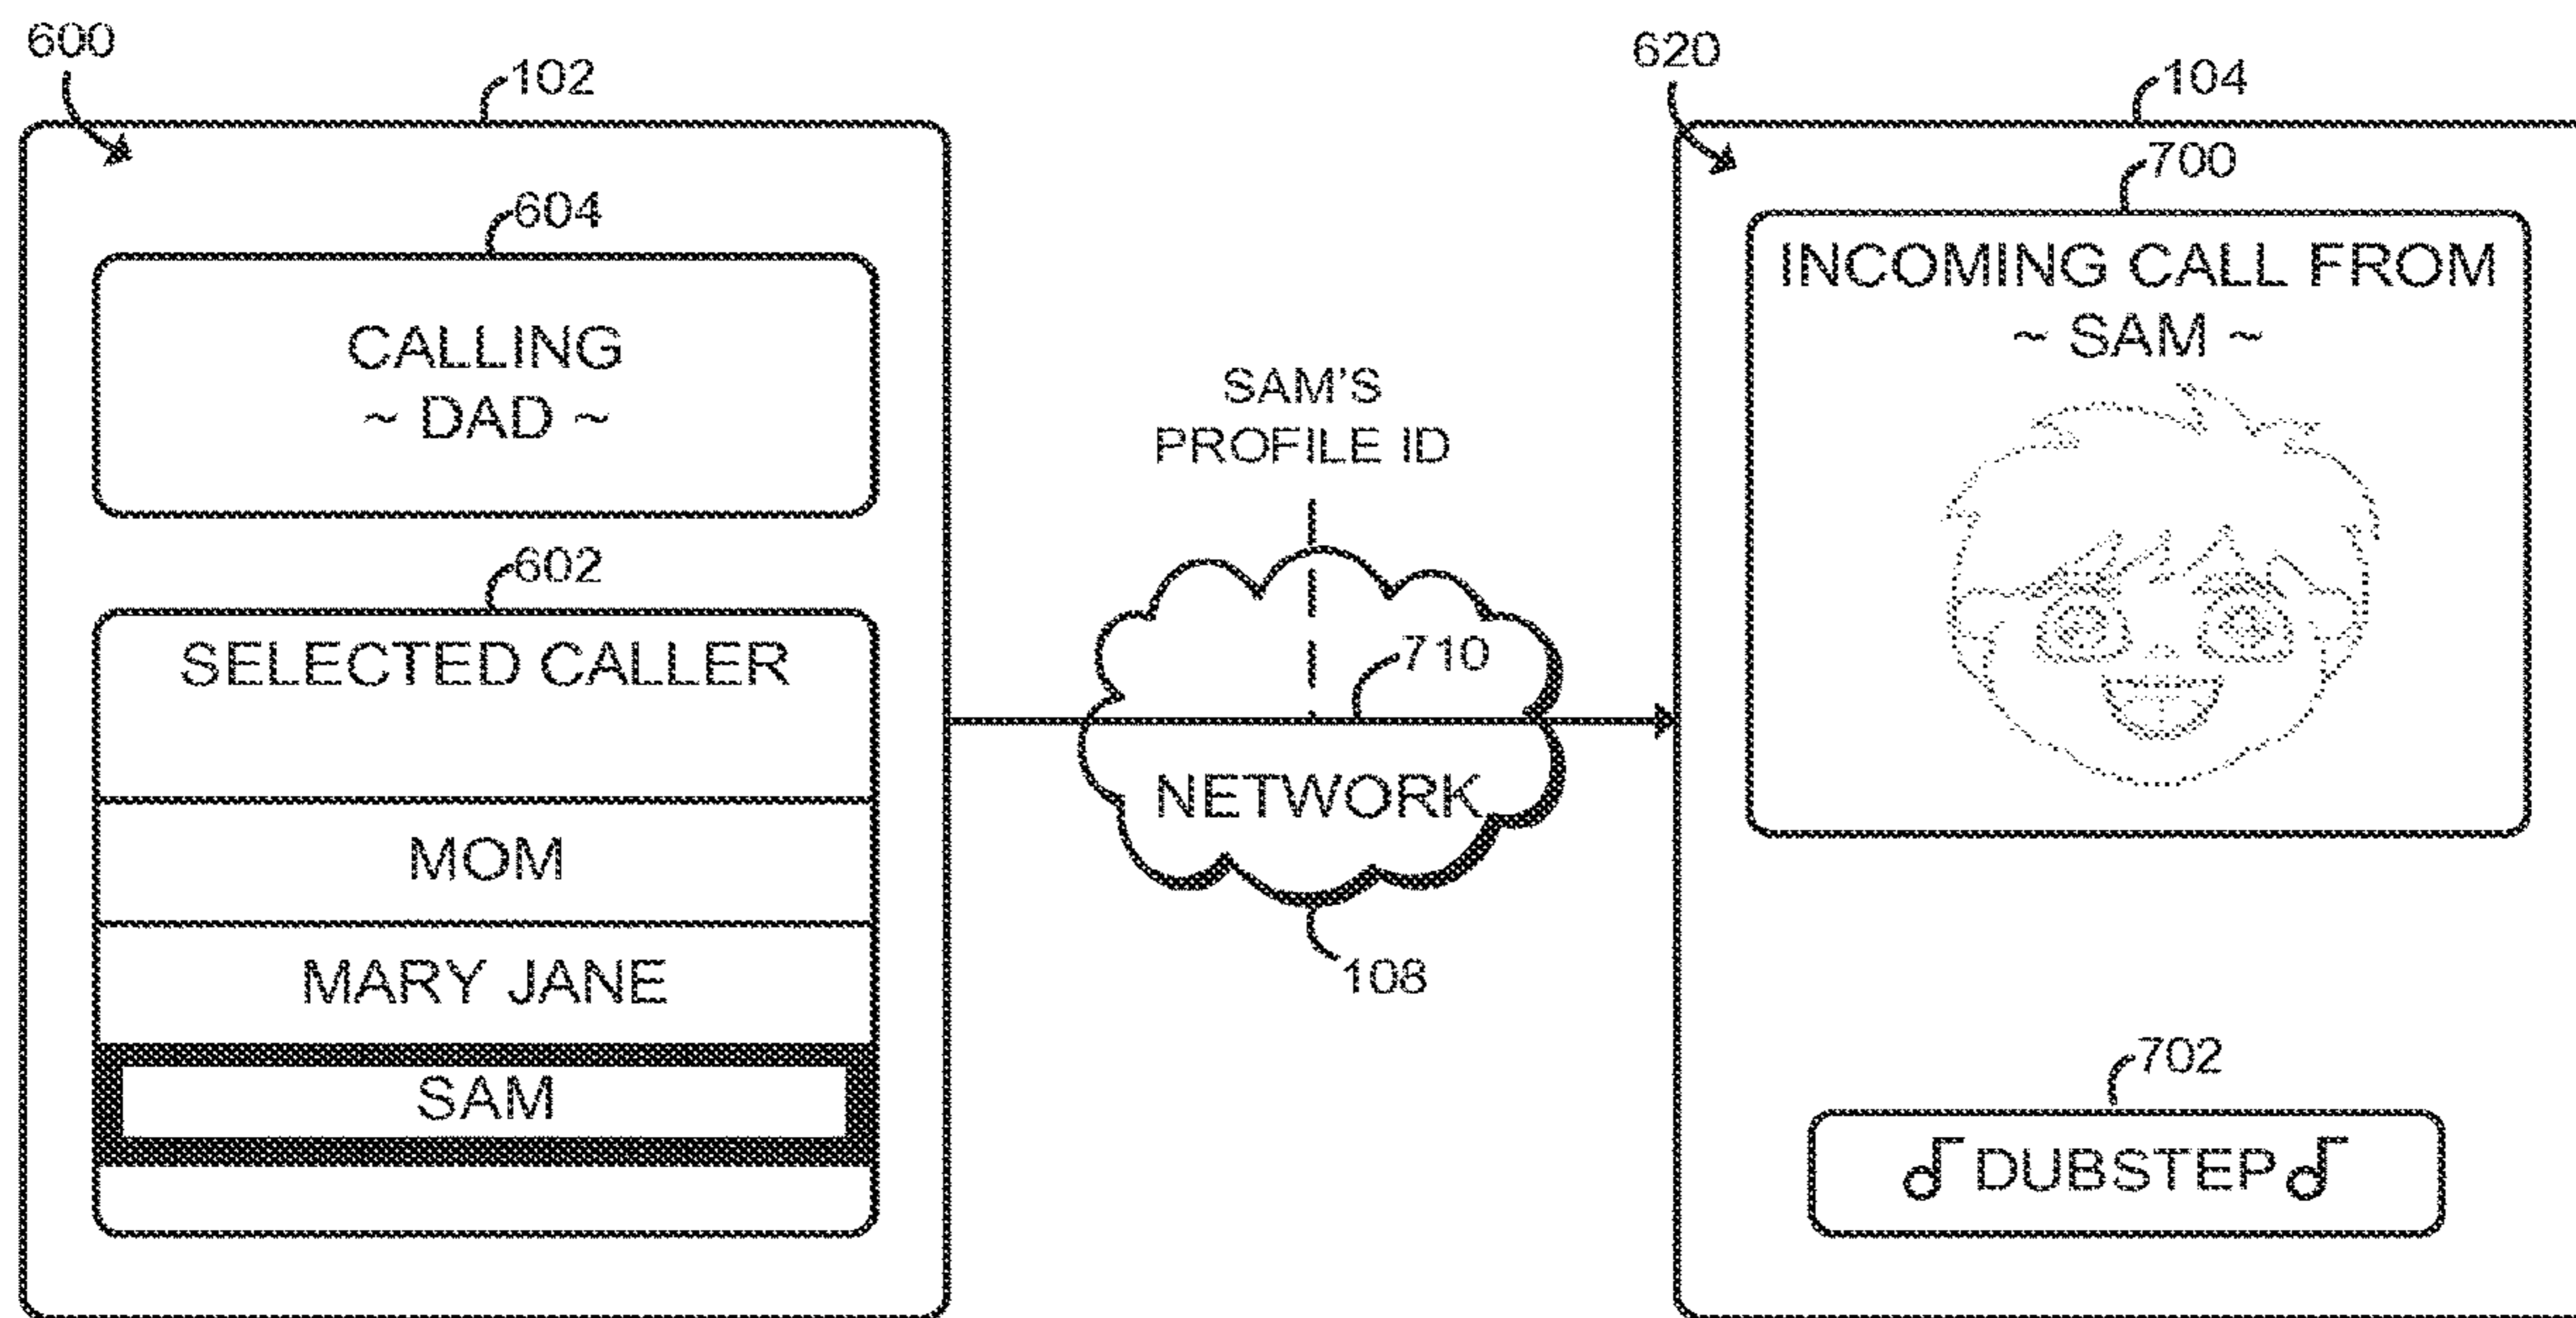 600
102
604
CALLING
~ DAD ~
602
SELECTED CALLER
MOM
MARY JANE
SAM
SAM'S
PROFILE ID
710
NETWORK
108
620
104
700
INCOMING CALL FROM
~ SAM ~
702
DUBSTEP